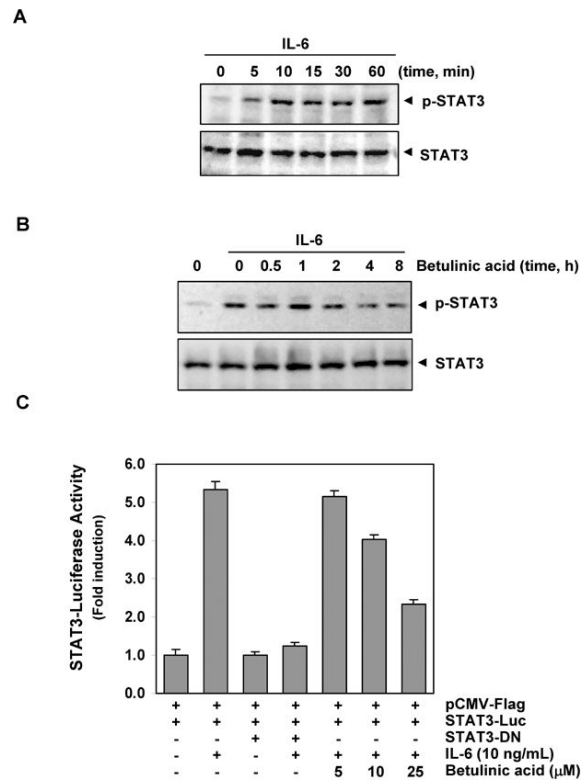 A
IL-6
0 5 10 15 30 60 (time, min)
p-STAT3
STAT3
B
IL-6
0 0 0.5 1 2 4 8 Betulinic acid (time, h)
p-STAT3
STAT3
C
STAT3-Luciferase Activity
(Fold induction)
6.0
5.0
4.0
3.0
2.0
1.0
0.0
+ + + + + + + pCMV-Flag
+ + + + + + + STAT3-Luc
- - + + - - - STAT3-DN
- + - + + + + IL-6 (10 ng/mL)
- - - - 5 10 25 Betulinic acid (μM)